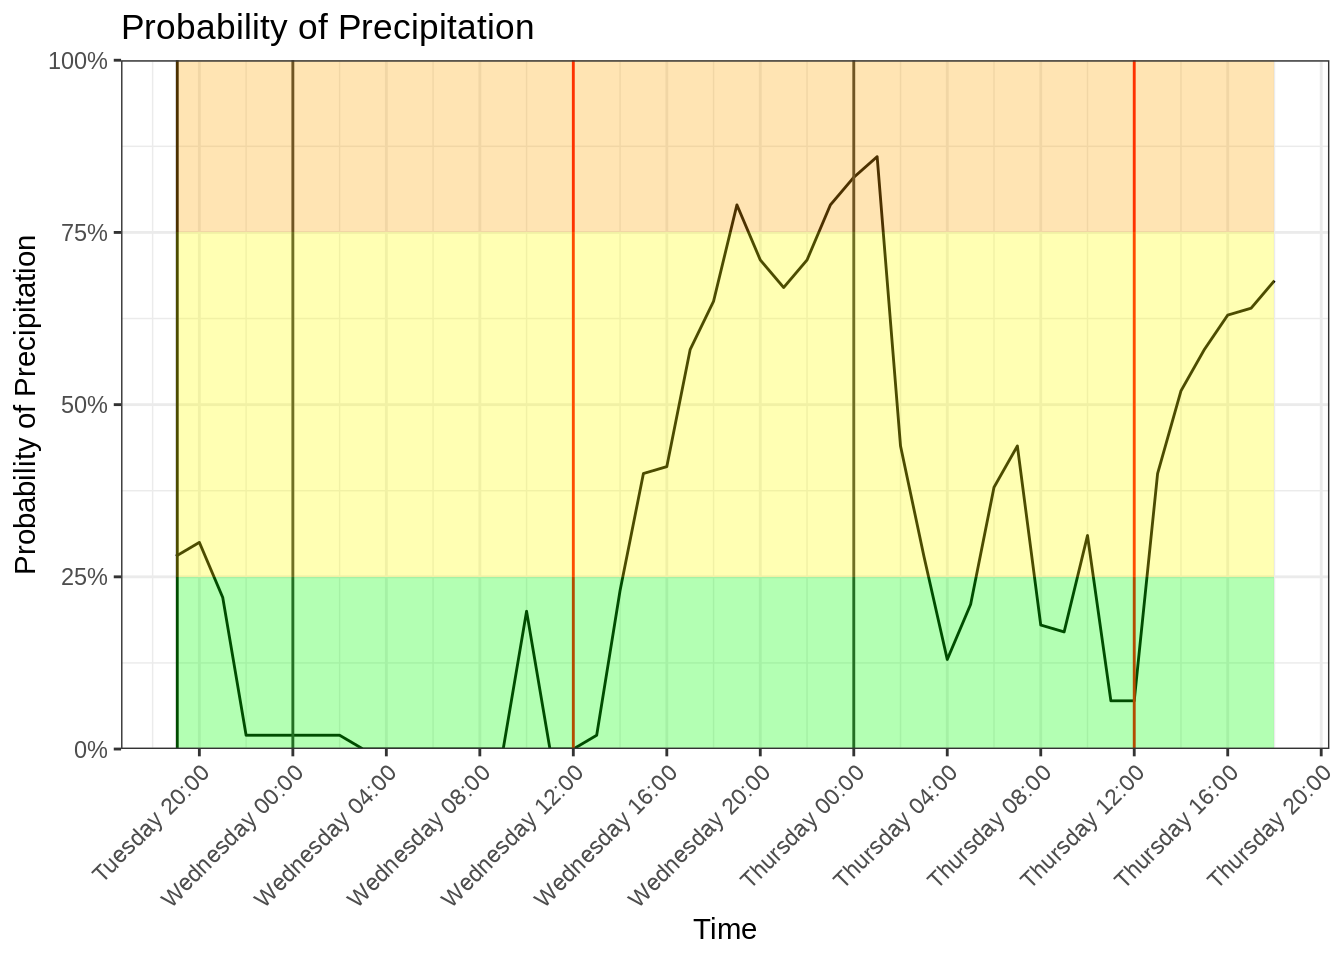 Probability of Precipitation
100%
75%
50%
25%
0%
Probability of Precipitation
Tuesday 20:00
Wednesday 00:00
Wednesday 04:00
Wednesday 08:00
Wednesday 12:00
Wednesday 16:00
Wednesday 20:00
Thursday 00:00
Thursday 04:00
Thursday 08:00
Thursday 12:00
Thursday 16:00
Thursday 20:00
Time